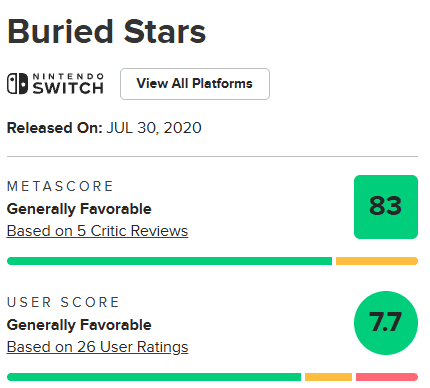 Buried Stars
NINTENDO
SWITCH
View All Platforms
Released On: JUL 30, 2020
METASCORE
Generally Favorable
Based on 5 Critic Reviews
83
USER SCORE
Generally Favorable
Based on 26 User Ratings
7.7